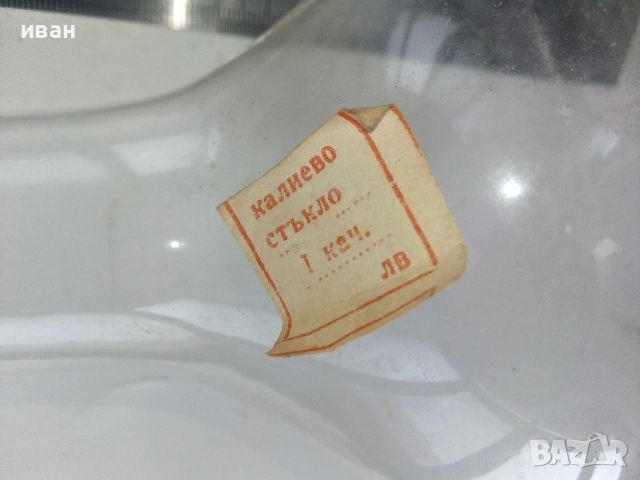 иван
калиево
стъкло
I кач.
лв
BAZAR